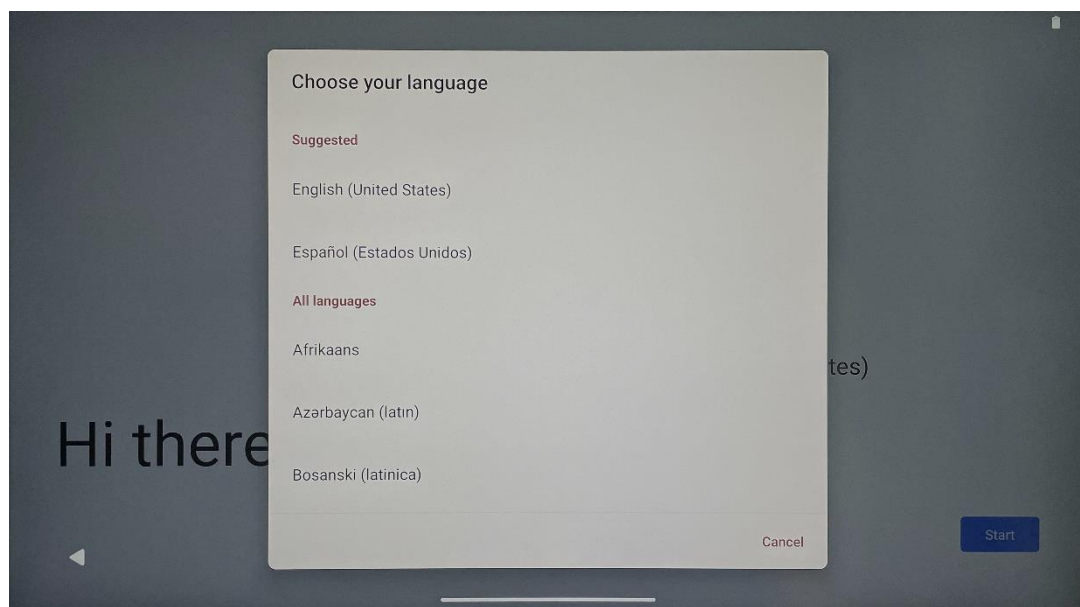 Choose your language
Suggested
English (United States)
Español (Estados Unidos)
All languages
Afrikaans
tes)
Azərbaycan (latın)
Hi there
Bosanski (latinica)
Cancel
Start